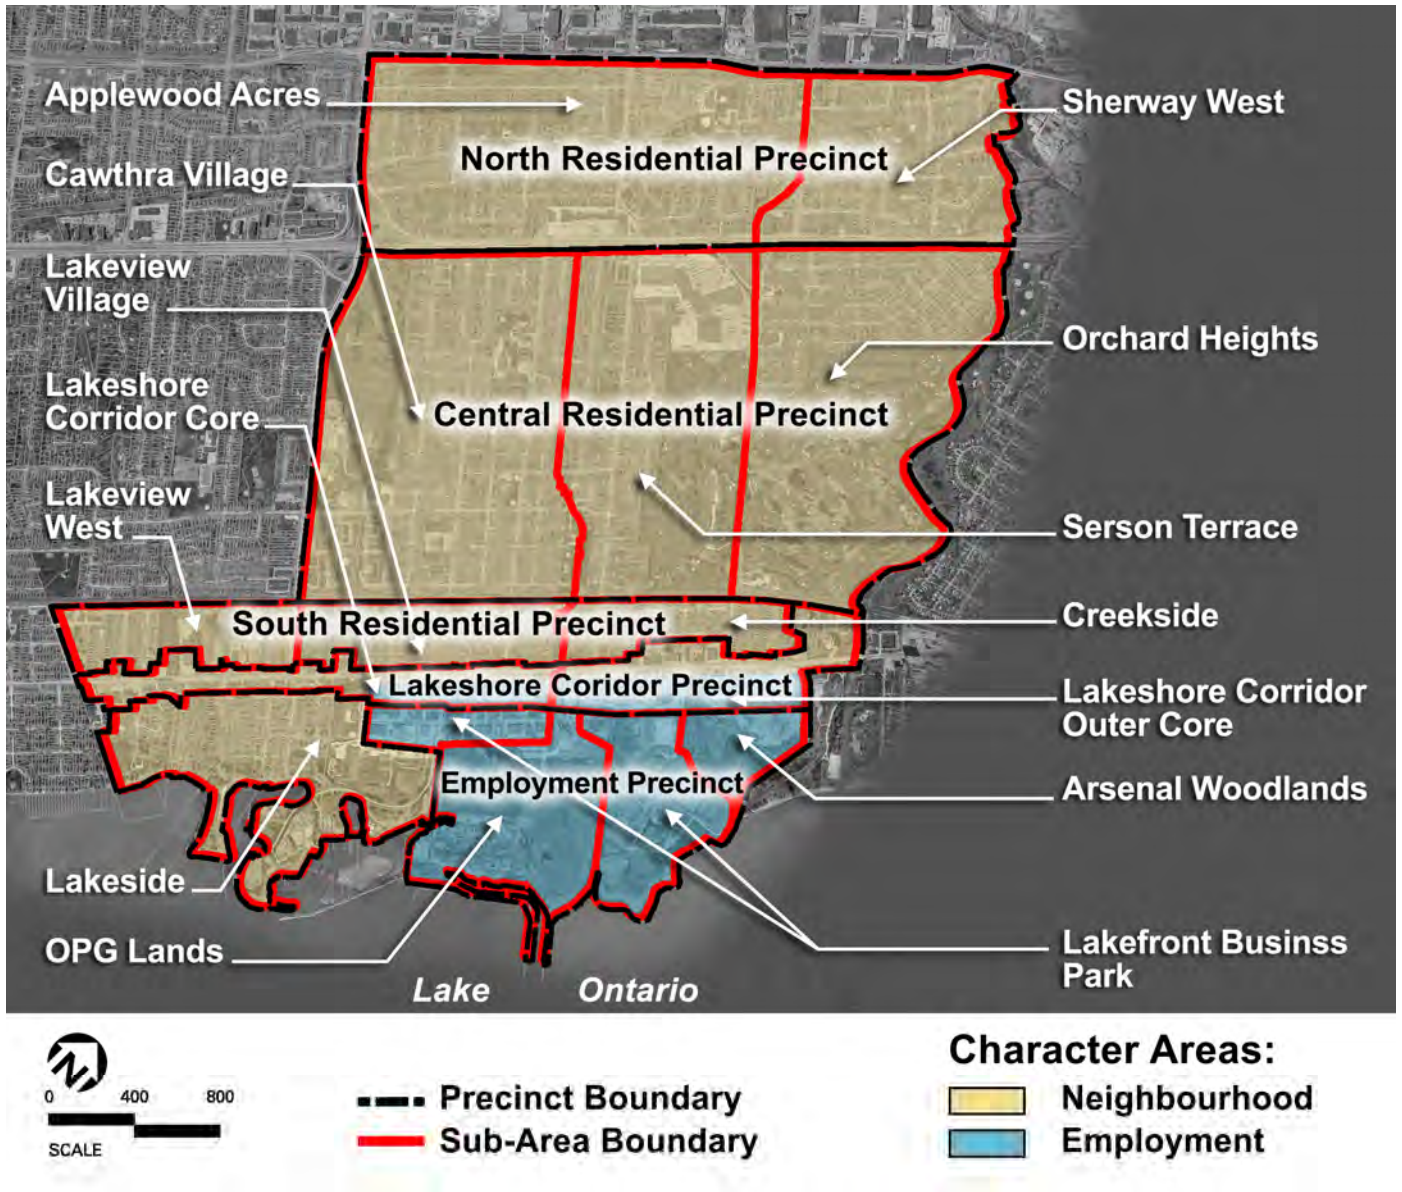 Applewood Acres
Sherway West
North Residential Precinct
Cawthra Village
Lakeview
Village
Orchard Heights
Lakeshore
Corridor Core
Central Residential Precinct
Lakeview
West
Serson Terrace
South Residential Precinct
Creekside
Lakeshore Coridor Precinct
Lakeshore Corridor
Outer Core
Employment Precinct
Arsenal Woodlands
Lakeside
OPG Lands
Lakefront Businss
Park
Lake Ontario
N
0 400 800
SCALE
Precinct Boundary
Sub-Area Boundary
Character Areas:
Neighbourhood
Employment